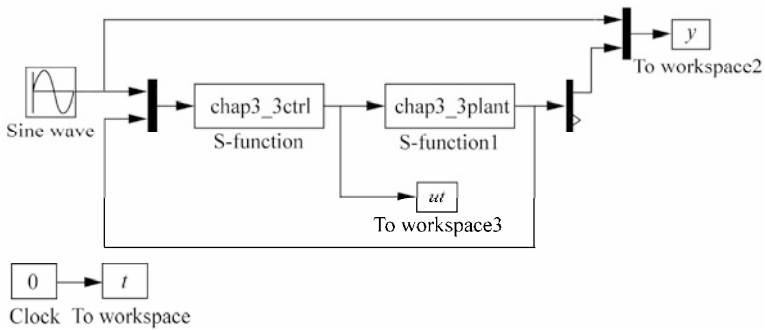 y
To workspace2
chap3_3ctrl
chap3_3plant
Sine wave
S-function
S-function1
ut
To workspace3
0
t
Clock
To workspace